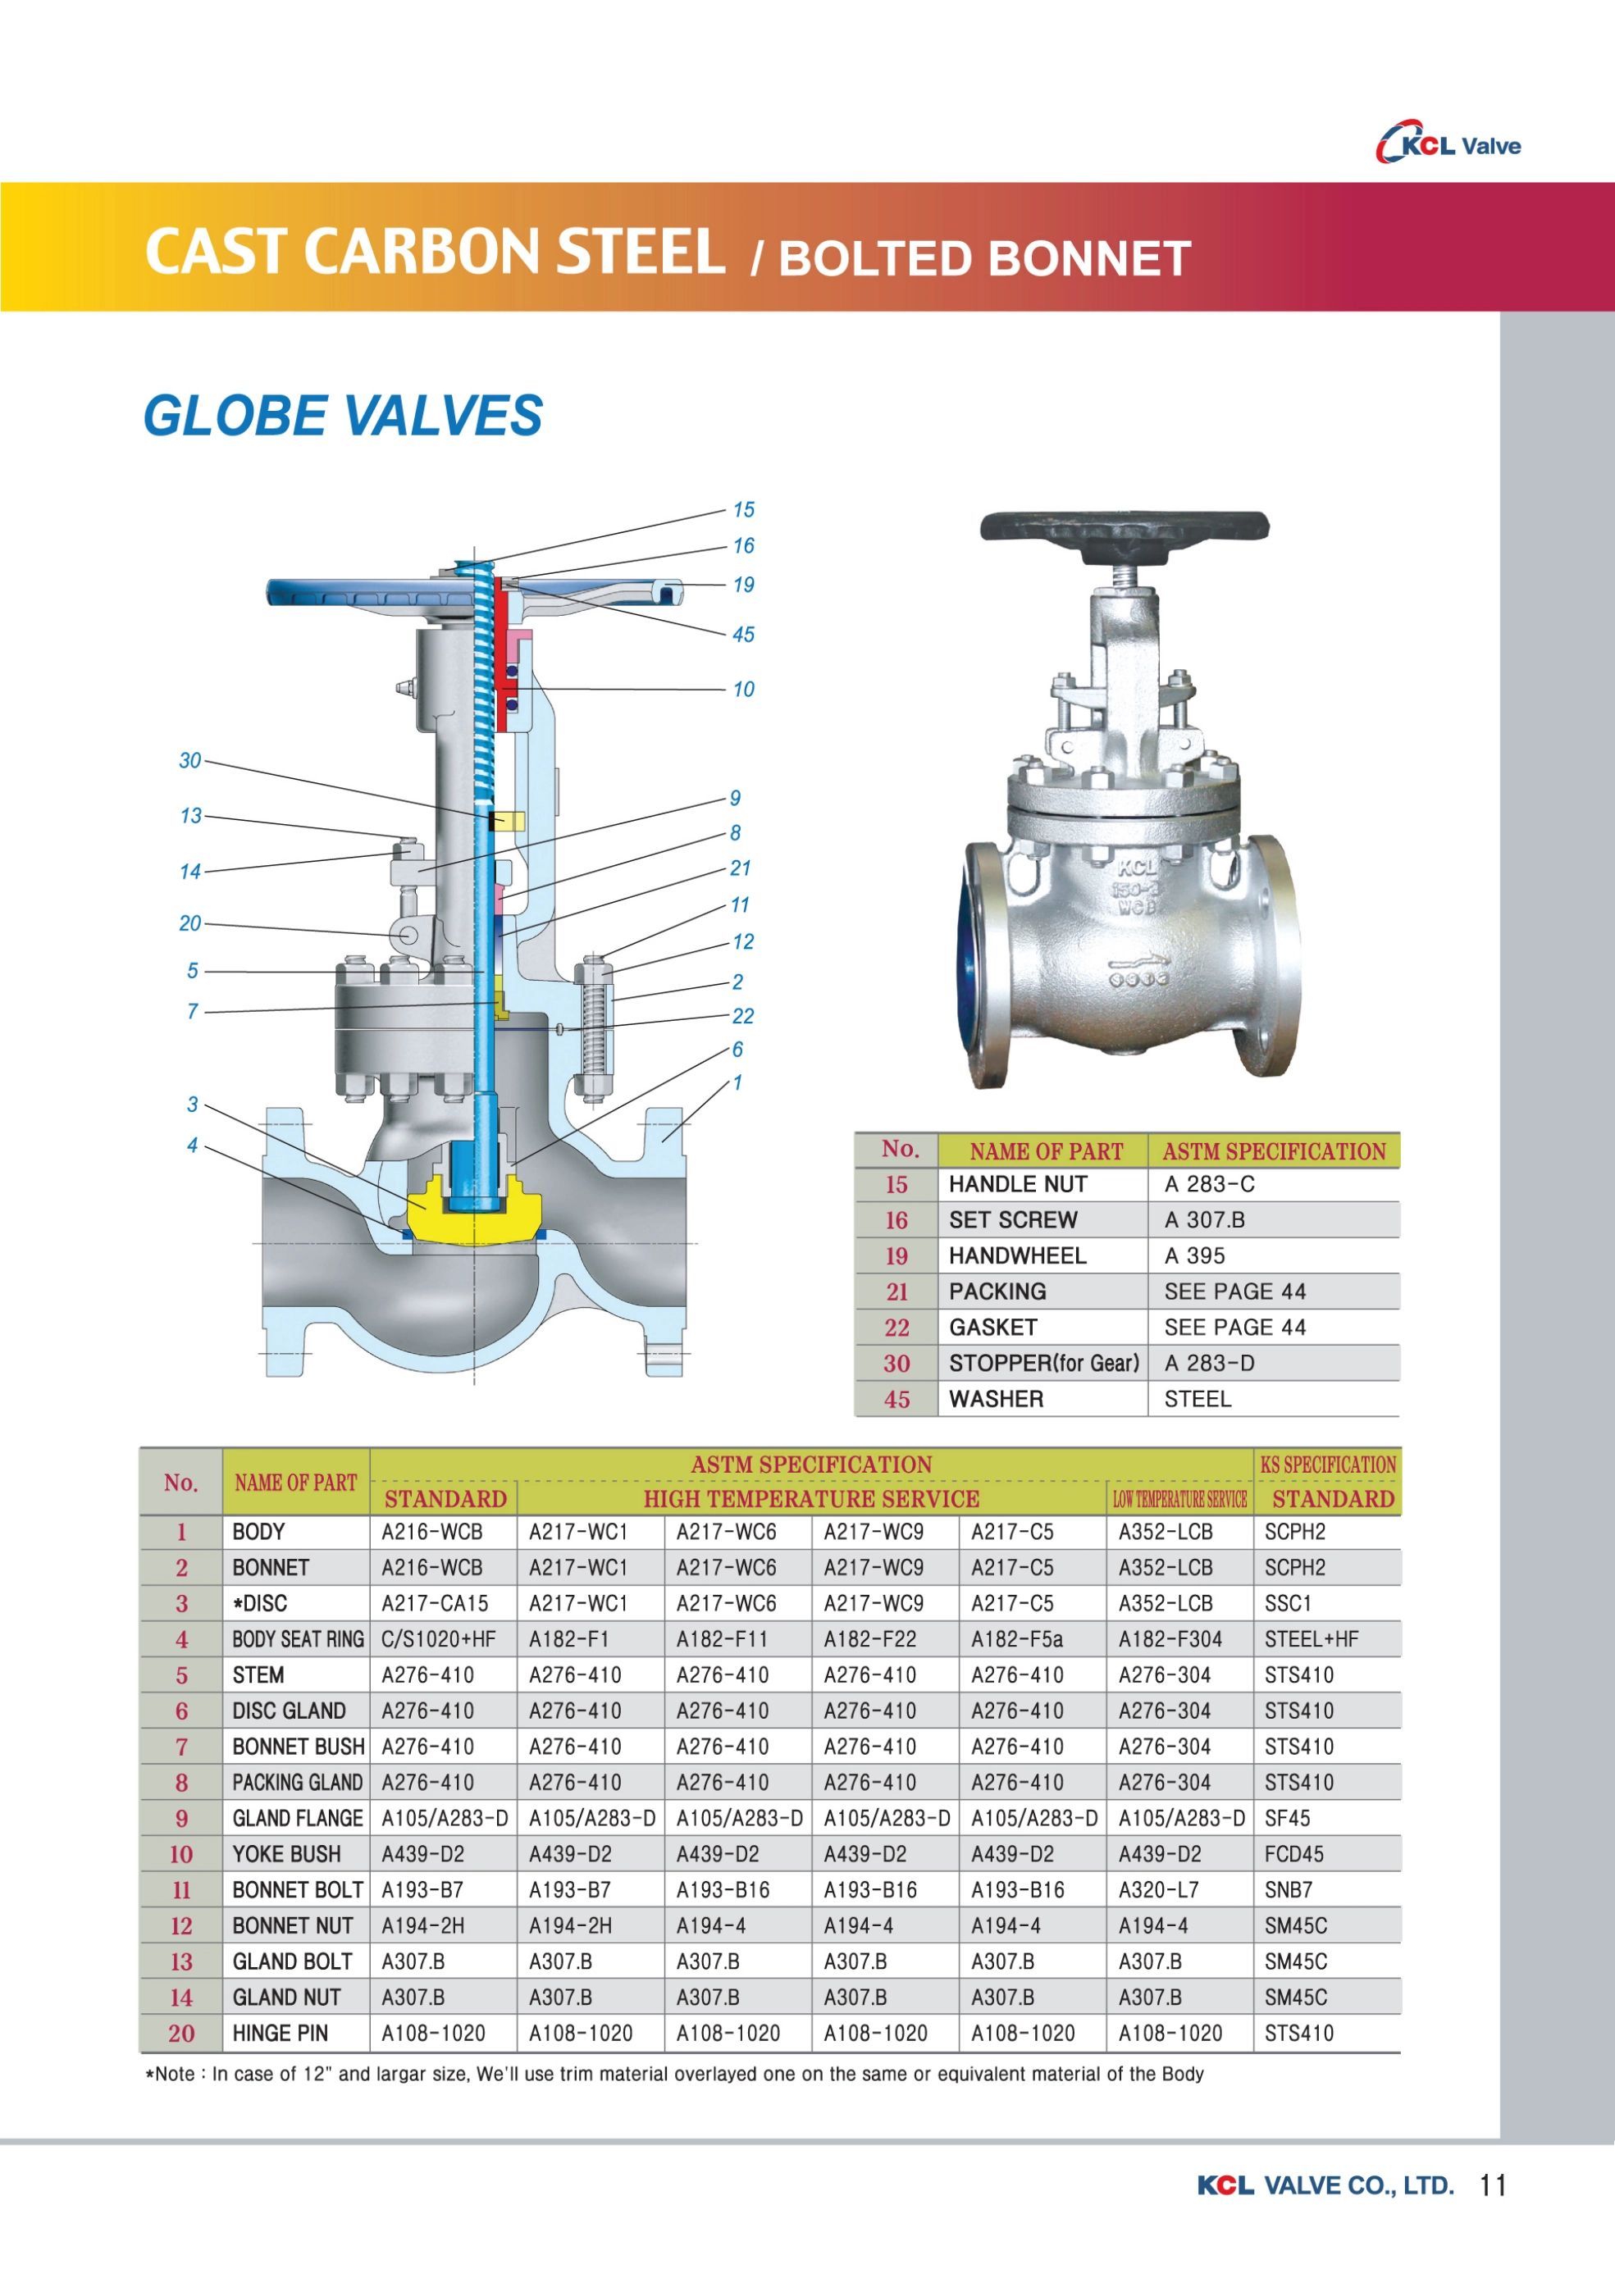 KCL Valve
CAST CARBON STEEL / BOLTED BONNET
GLOBE VALVES
15
16
19
45
10
30
13
14
20
5
7
3
4
9
8
21
11
12
2
22
6
1
KCL
WCB
No. NAME OF PART ASTM SPECIFICATION
15 HANDLE NUT A 283-C
16 SET SCREW A 307.B
19 HANDWHEEL A 395
21 PACKING SEE PAGE 44
22 GASKET SEE PAGE 44
30 STOPPER(for Gear) A 283-D
45 WASHER STEEL
No. NAME OF PART ASTM SPECIFICATION KS SPECIFICATION
STANDARD HIGH TEMPERATURE SERVICE LOW TEMPERATURE SERVICE STANDARD
1 BODY A216-WCB A217-WC1 A217-WC6 A217-WC9 A217-C5 A352-LCB SCPH2
2 BONNET A216-WCB A217-WC1 A217-WC6 A217-WC9 A217-C5 A352-LCB SCPH2
3 *DISC A217-CA15 A217-WC1 A217-WC6 A217-WC9 A217-C5 A352-LCB SSC1
4 BODY SEAT RING C/S1020+HF A182-F1 A182-F11 A182-F22 A182-F5a A182-F304 STEEL+HF
5 STEM A276-410 A276-410 A276-410 A276-410 A276-410 A276-304 STS410
6 DISC GLAND A276-410 A276-410 A276-410 A276-410 A276-410 A276-304 STS410
7 BONNET BUSH A276-410 A276-410 A276-410 A276-410 A276-410 A276-304 STS410
8 PACKING GLAND A276-410 A276-410 A276-410 A276-410 A276-410 A276-304 STS410
9 GLAND FLANGE A105/A283-D A105/A283-D A105/A283-D A105/A283-D A105/A283-D A105/A283-D SF45
10 YOKE BUSH A439-D2 A439-D2 A439-D2 A439-D2 A439-D2 A439-D2 FCD45
11 BONNET BOLT A193-B7 A193-B7 A193-B16 A193-B16 A193-B16 A320-L7 SNB7
12 BONNET NUT A194-2H A194-2H A194-4 A194-4 A194-4 A194-4 SM45C
13 GLAND BOLT A307.B A307.B A307.B A307.B A307.B A307.B SM45C
14 GLAND NUT A307.B A307.B A307.B A307.B A307.B A307.B SM45C
20 HINGE PIN A108-1020 A108-1020 A108-1020 A108-1020 A108-1020 A108-1020 STS410
*Note : In case of 12" and largar size, We'll use trim material overlayed one on the same or equivalent material of the Body
KCL VALVE CO., LTD. 11